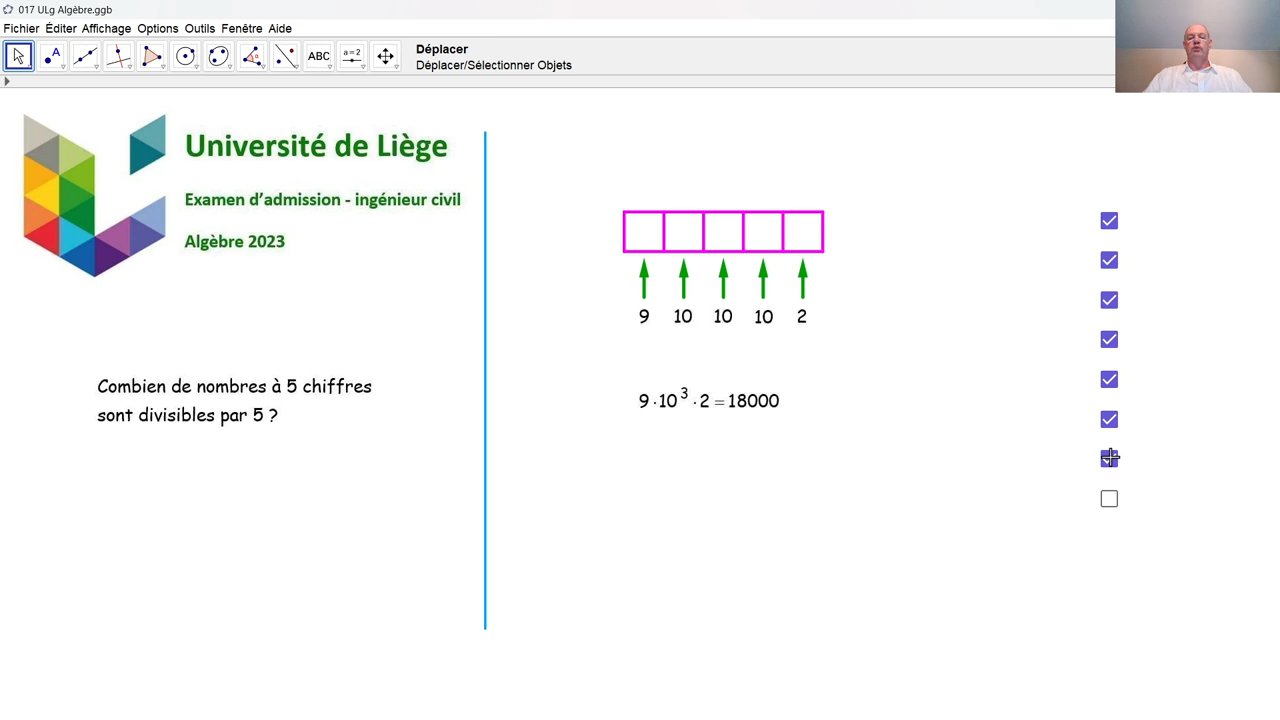 017 ULg Algèbre.ggb
Fichier Éditer Affichage Options Outils Fenêtre Aide
A
ABC
a=2
Déplacer
Déplacer/Sélectionner Objets
Université de Liège
Examen d’admission - ingénieur civil
Algèbre 2023
Combien de nombres à 5 chiffres
sont divisibles par 5 ?
9 10 10 10 2
9·10³·2=18000